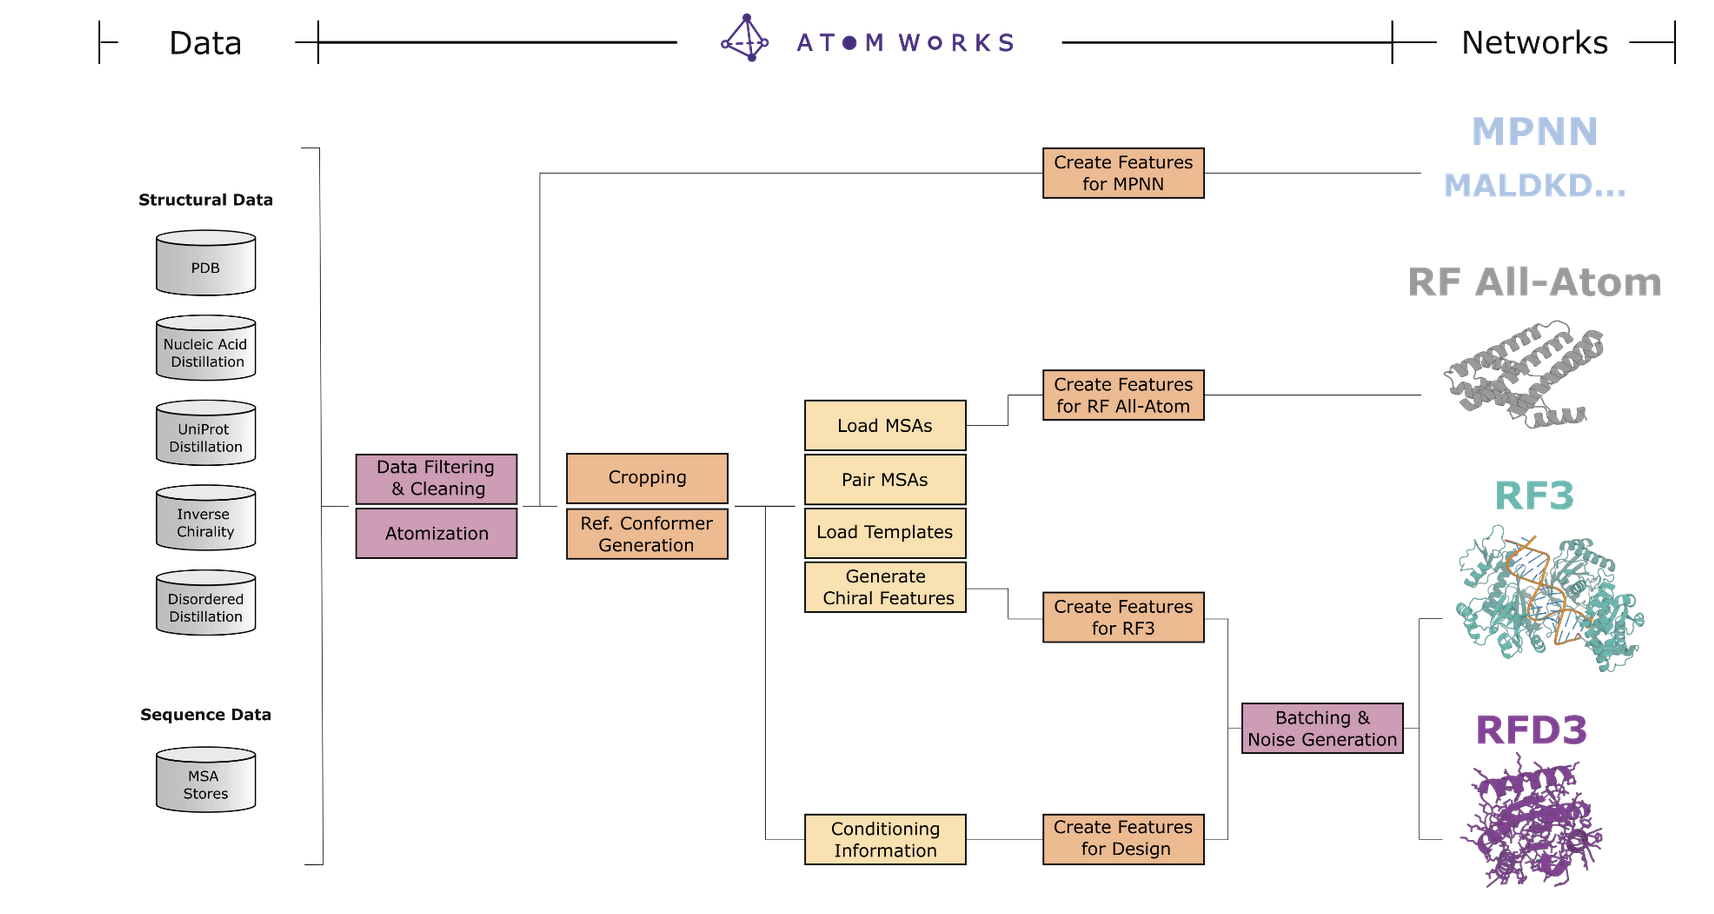 Data
ATOMWORKS
Networks
Structural Data
PDB
Nucleic Acid
Distillation
UniProt
Distillation
Inverse
Chirality
Disordered
Distillation
Sequence Data
MSA
Stores
Data Filtering
& Cleaning
Atomization
Cropping
Ref. Conformer
Generation
Load MSAs
Pair MSAs
Load Templates
Generate
Chiral Features
Conditioning
Information
Create Features
for MPNN
Create Features
for RF All-Atom
Create Features
for RF3
Create Features
for Design
Batching &
Noise Generation
MPNN
MALDKD...
RF All-Atom
RF3
RFD3